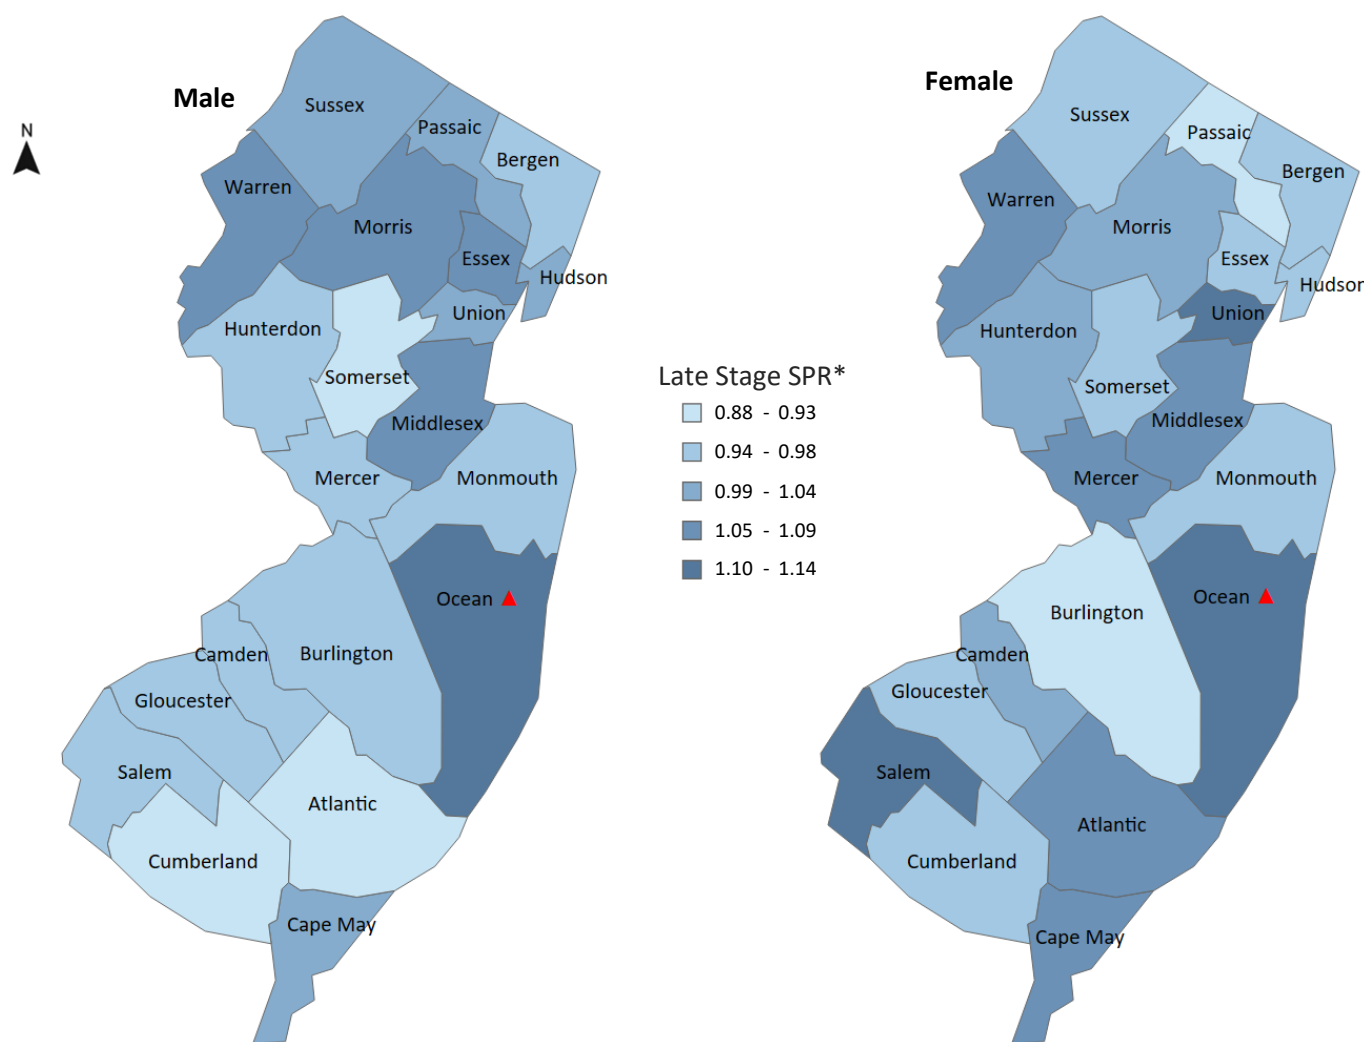 Male
N
Sussex
Passaic
Bergen
Warren
Morris
Essex
Hudson
Union
Hunterdon
Somerset
Middlesex
Mercer
Monmouth
Ocean
Camden
Burlington
Gloucester
Salem
Atlantic
Cumberland
Cape May
Late Stage SPR*
0.88 - 0.93
0.94 - 0.98
0.99 - 1.04
1.05 - 1.09
1.10 - 1.14
Female
Sussex
Passaic
Bergen
Warren
Morris
Essex
Hudson
Union
Hunterdon
Somerset
Middlesex
Mercer
Monmouth
Ocean
Burlington
Camden
Gloucester
Salem
Atlantic
Cumberland
Cape May